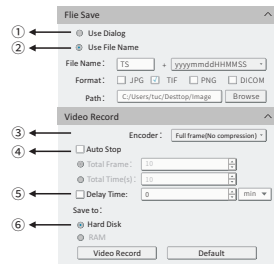 Flie Save
① Use Dialog
② Use File Name
File Name: TS + yyyymmddHHMMSS
Format: JPG TIF PNG DICOM
Path: C:/Users/tuc/Desttop/Image Browse
Video Record
③ Encoder: Full frame(No compression)
④ Auto Stop
Total Frame: 10
Total Time(s): 10
⑤ Delay Time: 0 min
Save to:
⑥ Hard Disk
RAM
Video Record Default